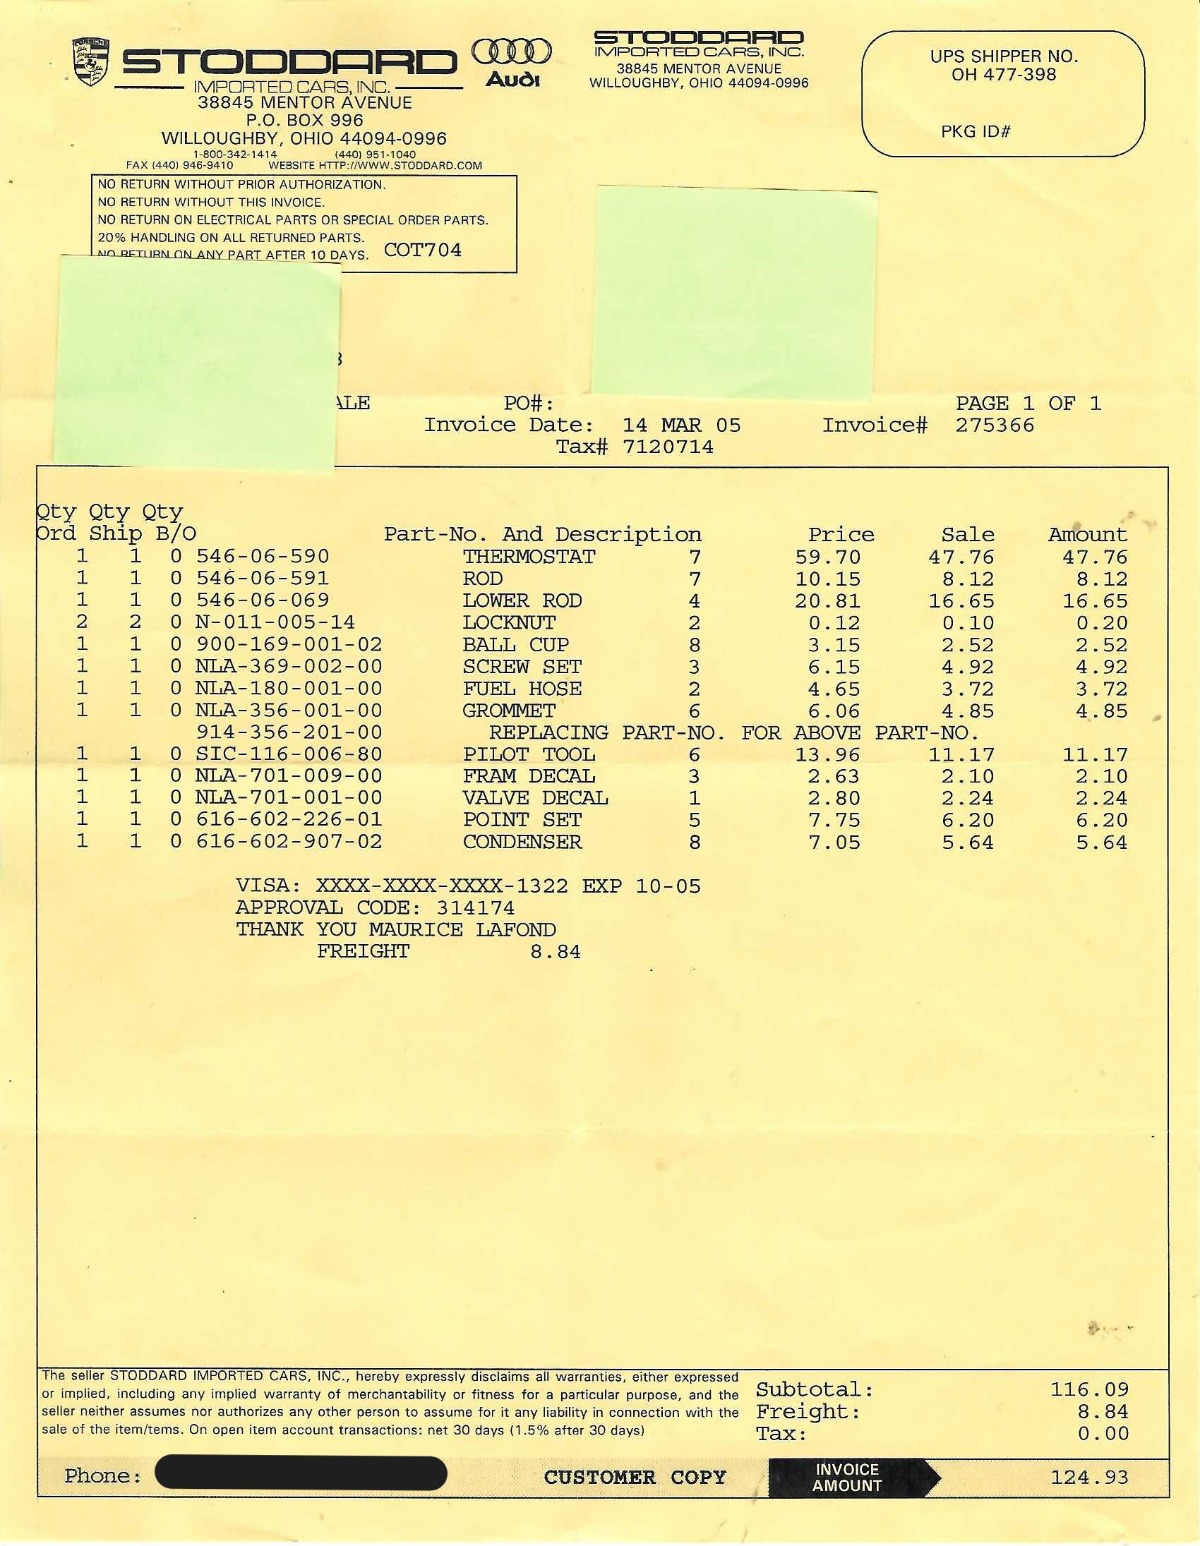 STODDARD
IMPORTED CARS, INC.
38845 MENTOR AVENUE
P.O. BOX 996
WILLOUGHBY, OHIO 44094-0996
1-800-342-1414 (440) 951-1040
FAX (440) 946-9410 WEBSITE HTTP://WWW.STODDARD.COM
Audi
STODDARD
IMPORTED CARS, INC.
38845 MENTOR AVENUE
WILLOUGHBY, OHIO 44094-0996
UPS SHIPPER NO.
OH 477-398
PKG ID#
NO RETURN WITHOUT PRIOR AUTHORIZATION.
NO RETURN WITHOUT THIS INVOICE.
NO RETURN ON ELECTRICAL PARTS OR SPECIAL ORDER PARTS.
20% HANDLING ON ALL RETURNED PARTS.
NO RETURN ON ANY PART AFTER 10 DAYS. COT704
ALE PO#: PAGE 1 OF 1
Invoice Date: 14 MAR 05 Invoice# 275366
Tax# 7120714
Qty Qty Qty
Ord Ship B/O Part-No. And Description Price Sale Amount
1 1 0 546-06-590 THERMOSTAT 7 59.70 47.76 47.76
1 1 0 546-06-591 ROD 7 10.15 8.12 8.12
1 1 0 546-06-069 LOWER ROD 4 20.81 16.65 16.65
2 2 0 N-011-005-14 LOCKNUT 2 0.12 0.10 0.20
1 1 0 900-169-001-02 BALL CUP 8 3.15 2.52 2.52
1 1 0 NLA-369-002-00 SCREW SET 3 6.15 4.92 4.92
1 1 0 NLA-180-001-00 FUEL HOSE 2 4.65 3.72 3.72
1 1 0 NLA-356-001-00 GROMMET 6 6.06 4.85 4.85
914-356-201-00 REPLACING PART-NO. FOR ABOVE PART-NO.
1 1 0 SIC-116-006-80 PILOT TOOL 6 13.96 11.17 11.17
1 1 0 NLA-701-009-00 FRAM DECAL 3 2.63 2.10 2.10
1 1 0 NLA-701-001-00 VALVE DECAL 1 2.80 2.24 2.24
1 1 0 616-602-226-01 POINT SET 5 7.75 6.20 6.20
1 1 0 616-602-907-02 CONDENSER 8 7.05 5.64 5.64
VISA: XXXX-XXXX-XXXX-1322 EXP 10-05
APPROVAL CODE: 314174
THANK YOU MAURICE LAFOND
FREIGHT 8.84
The seller STODDARD IMPORTED CARS, INC., hereby expressly disclaims all warranties, either expressed
or implied, including any implied warranty of merchantability or fitness for a particular purpose, and the
seller neither assumes nor authorizes any other person to assume for it any liability in connection with the
sale of the item/tems. On open item account transactions: net 30 days (1.5% after 30 days)
Subtotal: 116.09
Freight: 8.84
Tax: 0.00
Phone: CUSTOMER COPY
INVOICE
AMOUNT
124.93